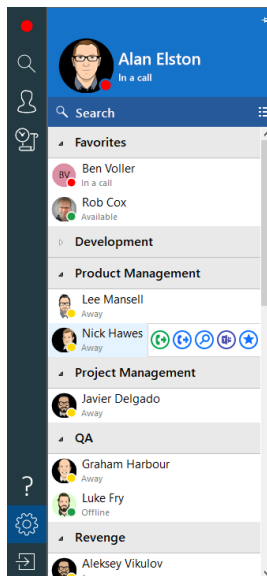 Alan Elston
In a call
Search
Favorites
BV
Ben Voller
In a call
Rob Cox
Available
Development
Product Management
Lee Mansell
Away
Nick Hawes
Away
Project Management
Javier Delgado
Away
QA
Graham Harbour
Away
Luke Fry
Offline
Revenge
Aleksey Vikulov
?